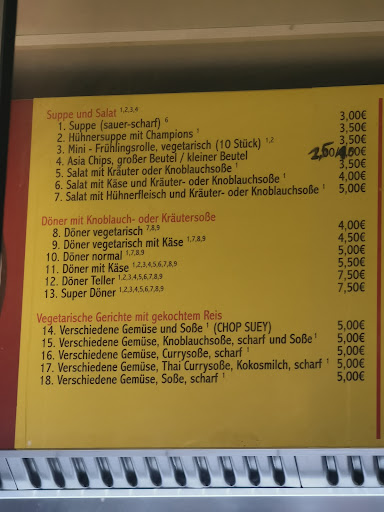 Suppe und Salat 1,2,3,4
1. Suppe (sauer-scharf) 6 3,00€
2. Hühnersuppe mit Champions 1 3,50€
3. Mini - Frühlingsrolle, vegetarisch (10 Stück) 1,2 3,50€
4. Asia Chips, großer Beutel / kleiner Beutel
5. Salat mit Kräuter oder Knoblauchsoße 1 3,50€
6. Salat mit Käse und Kräuter- oder Knoblauchsoße 1 4,00€
7. Salat mit Hühnerfleisch und Kräuter- oder Knoblauchsoße 1 5,00€
Döner mit Knoblauch- oder Kräutersoße
8. Döner vegetarisch 7,8,9 4,00€
9. Döner vegetarisch mit Käse 1,7,8,9 4,50€
10. Döner normal 1,7,8,9 5,00€
11. Döner mit Käse 1,2,3,4,5,6,7,8,9 5,50€
12. Döner Teller 1,2,3,4,5,6,7,8,9 7,50€
13. Super Döner 1,2,3,4,5,6,7,8,9 7,50€
Vegetarische Gerichte mit gekochtem Reis
14. Verschiedene Gemüse und Soße 1 (CHOP SUEY) 5,00€
15. Verschiedene Gemüse, Knoblauchsoße, scharf und Soße 1 5,00€
16. Verschiedene Gemüse, Currysoße, scharf 1 5,00€
17. Verschiedene Gemüse, Thai Currysoße, Kokosmilch, scharf 1 5,00€
18. Verschiedene Gemüse, Soße, scharf 1 5,00€